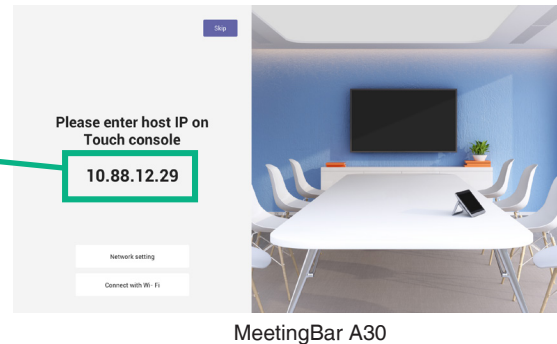 Skip
Please enter host IP on
Touch console
10.88.12.29
Network setting
Connect with Wi- Fi
MeetingBar A30